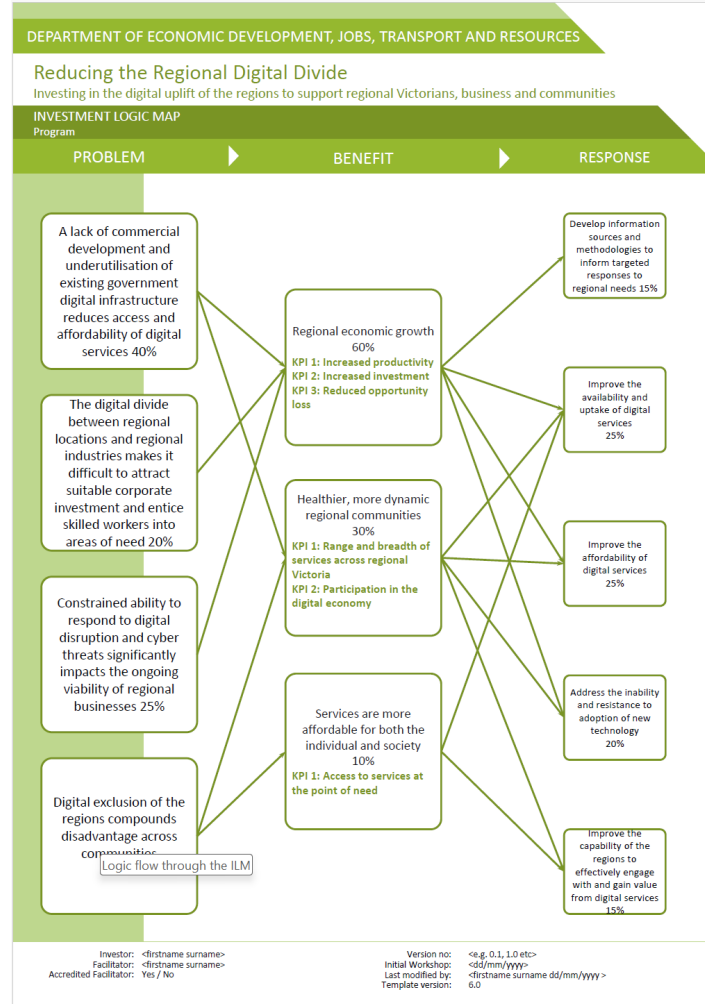 DEPARTMENT OF ECONOMIC DEVELOPMENT, JOBS, TRANSPORT AND RESOURCES
Reducing the Regional Digital Divide
Investing in the digital uplift of the regions to support regional Victorians, business and communities
INVESTMENT LOGIC MAP
Program
PROBLEM
BENEFIT
RESPONSE
A lack of commercial
development and
underutilisation of
existing government
digital infrastructure
reduces access and
affordability of digital
services 40%
The digital divide
between regional
locations and regional
industries makes it
difficult to attract
suitable corporate
investment and entice
skilled workers into
areas of need 20%
Constrained ability to
respond to digital
disruption and cyber
threats significantly
impacts the ongoing
viability of regional
businesses 25%
Digital exclusion of the
regions compounds
disadvantage across
communities
Logic flow through the ILM
Regional economic growth
60%
KPI 1: Increased productivity
KPI 2: Increased investment
KPI 3: Reduced opportunity
loss
Healthier, more dynamic
regional communities
30%
KPI 1: Range and breadth of
services across regional
Victoria
KPI 2: Participation in the
digital economy
Services are more
affordable for both the
individual and society
10%
KPI 1: Access to services at
the point of need
Develop information
sources and
methodologies to
inform targeted
responses to
regional needs 15%
Improve the
availability and
uptake of digital
services
25%
Improve the
affordability of
digital services
25%
Address the inability
and resistance to
adoption of new
technology
20%
Improve the
capability of the
regions to
effectively engage
with and gain value
from digital services
15%
Investor: <firstname surname>
Facilitator: <firstname surname>
Accredited Facilitator: Yes / No
Version no: <e.g. 0.1, 1.0 etc>
Initial Workshop: <dd/mm/yyyy>
Last modified by: <firstname surname dd/mm/yyyy >
Template version: 6.0